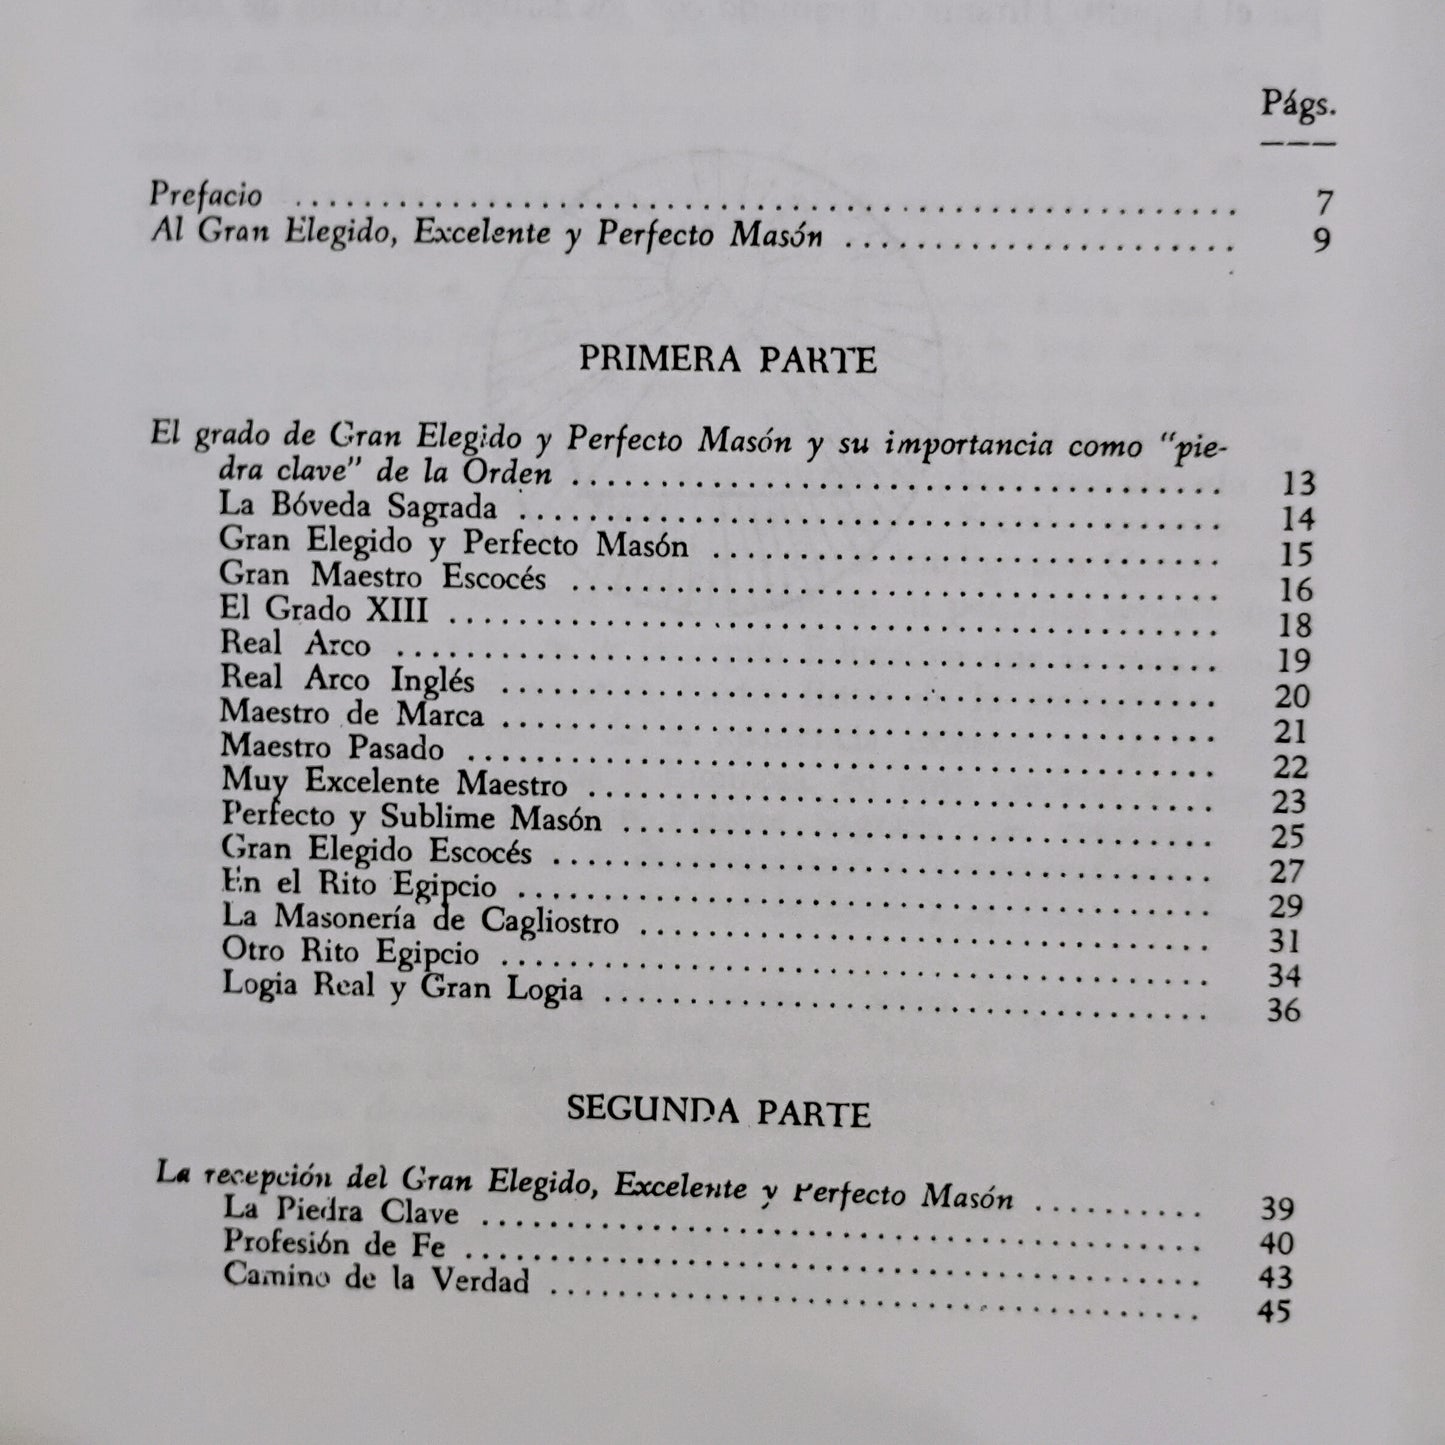 Págs.
Prefacio ........................................ 7
Al Gran Elegido, Excelente y Perfecto Masón ........................ 9
PRIMERA PARTE
El grado de Gran Elegido y Perfecto Masón y su importancia como "pie-
dra clave" de la Orden ........................................ 13
La Bóveda Sagrada ........................................ 14
Gran Elegido y Perfecto Masón .............................. 15
Gran Maestro Escocés ........................................ 16
El Grado XIII ........................................ 18
Real Arco ........................................ 19
Real Arco Inglés ........................................ 20
Maestro de Marca ........................................ 21
Maestro Pasado ........................................ 22
Muy Excelente Maestro .................................... 23
Perfecto y Sublime Masón .................................. 25
Gran Elegido Escocés ...................................... 27
En el Rito Egipcio ........................................ 29
La Masonería de Cagliostro ................................. 31
Otro Rito Egipcio ........................................ 34
Logia Real y Gran Logia .................................... 36
SEGUNDA PARTE
La recepción del Gran Elegido, Excelente y Perfecto Masón .......... 39
La Piedra Clave ........................................ 40
Profesión de Fe ........................................ 43
Camino de la Verdad ...................................... 45